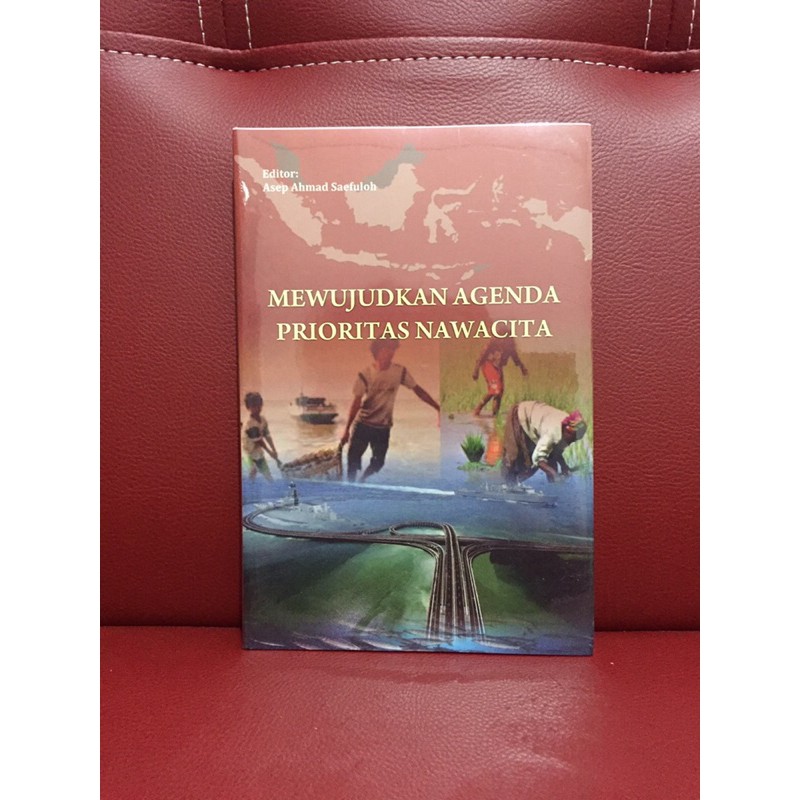 Editor:
Asep Ahmad Saefuloh
MEWUJUDKAN AGENDA
PRIORITAS NAWACITA